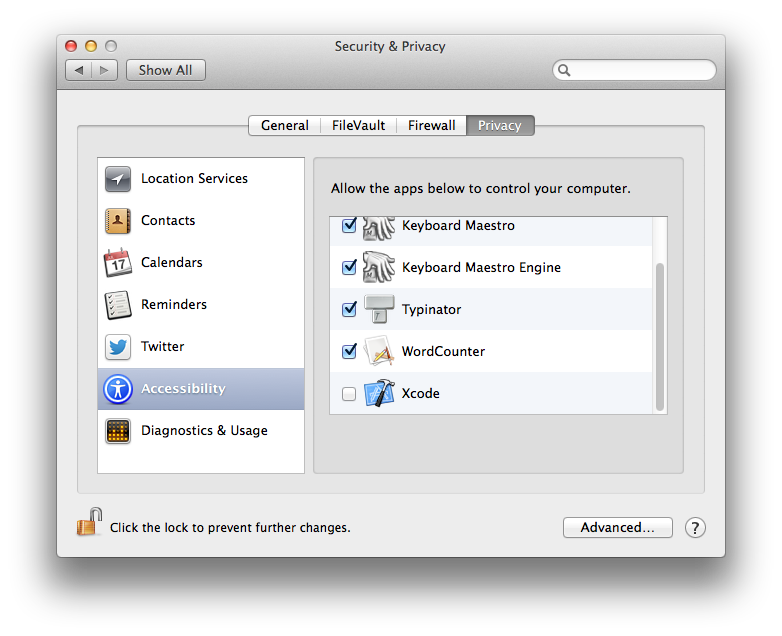 Security & Privacy
Show All
General FileVault Firewall Privacy
Location Services
Contacts
17
Calendars
Reminders
Twitter
Accessibility
Diagnostics & Usage
Allow the apps below to control your computer.
Keyboard Maestro
Keyboard Maestro Engine
T
Typinator
WordCounter
Xcode
Click the lock to prevent further changes.
Advanced...
?